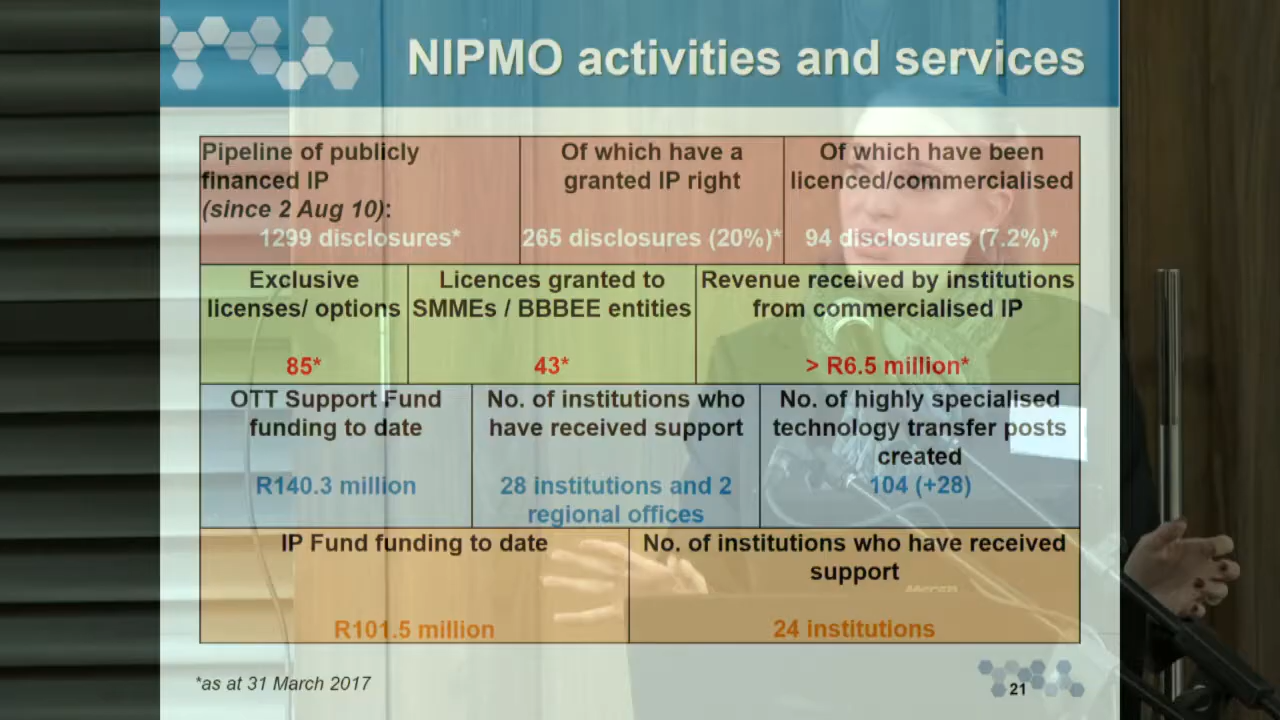 NIPMO activities and services
Pipeline of publicly
financed IP
(since 2 Aug 10):
1299 disclosures*
Of which have a
granted IP right
265 disclosures (20%)*
Of which have been
licenced/commercialised
94 disclosures (7.2%)*
Exclusive
licenses/ options
85*
Licences granted to
SMMEs / BBBEE entities
43*
Revenue received by institutions
from commercialised IP
> R6.5 million*
OTT Support Fund
funding to date
R140.3 million
No. of institutions who
have received support
28 institutions and 2
regional offices
No. of highly specialised
technology transfer posts
created
104 (+28)
IP Fund funding to date
R101.5 million
No. of institutions who have received
support
24 institutions
*as at 31 March 2017
21